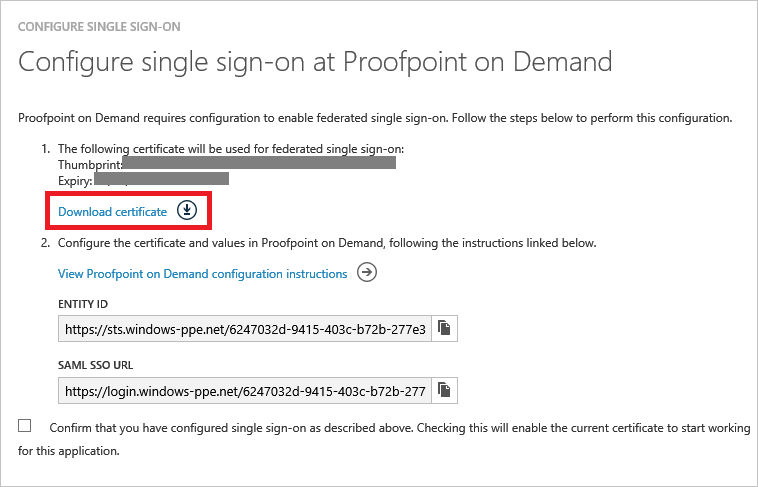 CONFIGURE SINGLE SIGN-ON
Configure single sign-on at Proofpoint on Demand
Proofpoint on Demand requires configuration to enable federated single sign-on. Follow the steps below to perform this configuration.
1. The following certificate will be used for federated single sign-on:
Thumbprint:
Expiry:
Download certificate
2. Configure the certificate and values in Proofpoint on Demand, following the instructions linked below.
View Proofpoint on Demand configuration instructions
ENTITY ID
https://sts.windows-ppe.net/6247032d-9415-403c-b72b-277e3
SAML SSO URL
https://login.windows-ppe.net/6247032d-9415-403c-b72b-277
Confirm that you have configured single sign-on as described above. Checking this will enable the current certificate to start working
for this application.